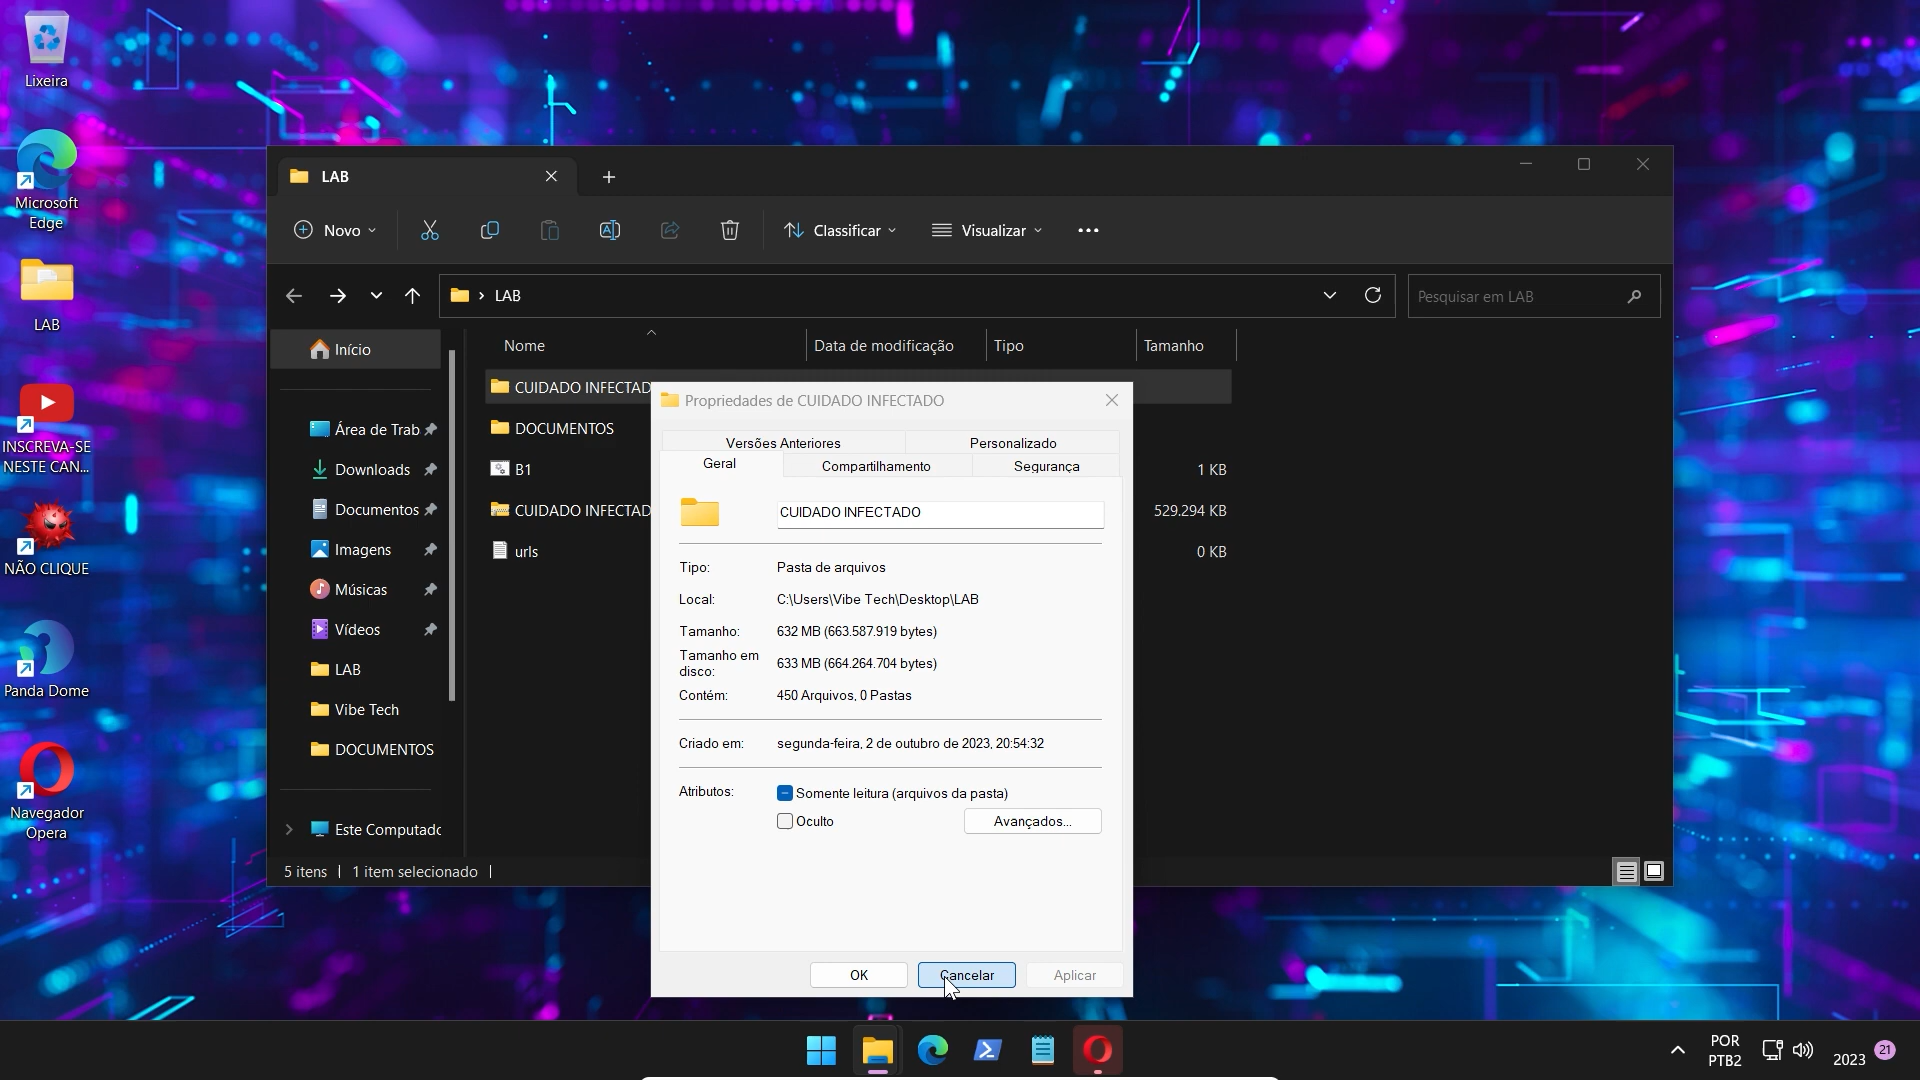 Lixeira
Microsoft
Edge
LAB
INSCREVA-SE
NESTE CAN...
NÃO CLIQUE
Panda Dome
Navegador
Opera
LAB
Novo
Classificar
Visualizar
LAB
Pesquisar em LAB
Início
Área de Trab
Downloads
Documentos
Imagens
Músicas
Vídeos
LAB
Vibe Tech
DOCUMENTOS
Este Computado
Nome
Data de modificação
Tipo
Tamanho
CUIDADO INFECTAD
DOCUMENTOS
B1
1 KB
CUIDADO INFECTAD
529.294 KB
urls
0 KB
5 itens
1 item selecionado
Propriedades de CUIDADO INFECTADO
Versões Anteriores
Personalizado
Geral
Compartilhamento
Segurança
CUIDADO INFECTADO
Tipo: Pasta de arquivos
Local: C:\Users\Vibe Tech\Desktop\LAB
Tamanho: 632 MB (663.587.919 bytes)
Tamanho em
disco: 633 MB (664.264.704 bytes)
Contém: 450 Arquivos, 0 Pastas
Criado em: segunda-feira, 2 de outubro de 2023, 20:54:32
Atributos: Somente leitura (arquivos da pasta)
Oculto
Avançados...
OK
Cancelar
Aplicar
POR
PTB2
2023
21